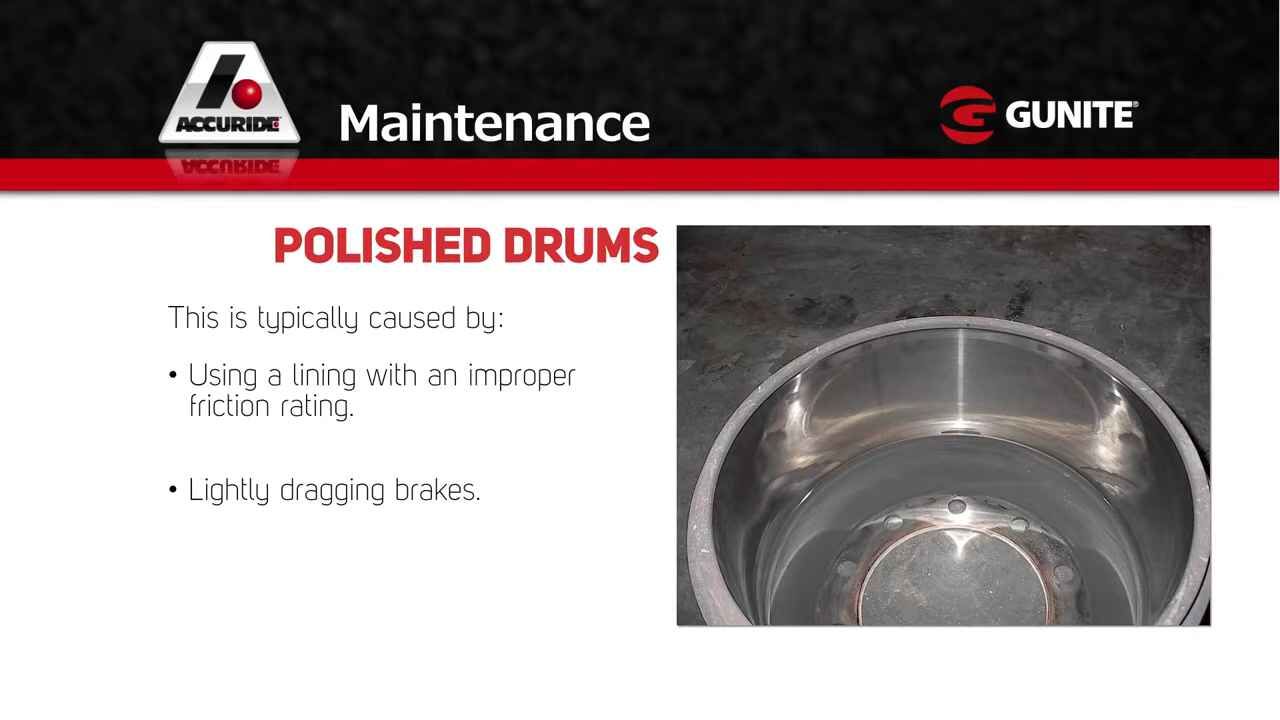 ACCURIDE
Maintenance
GUNITE®
POLISHED DRUMS
This is typically caused by:
• Using a lining with an improper
friction rating.
• Lightly dragging brakes.